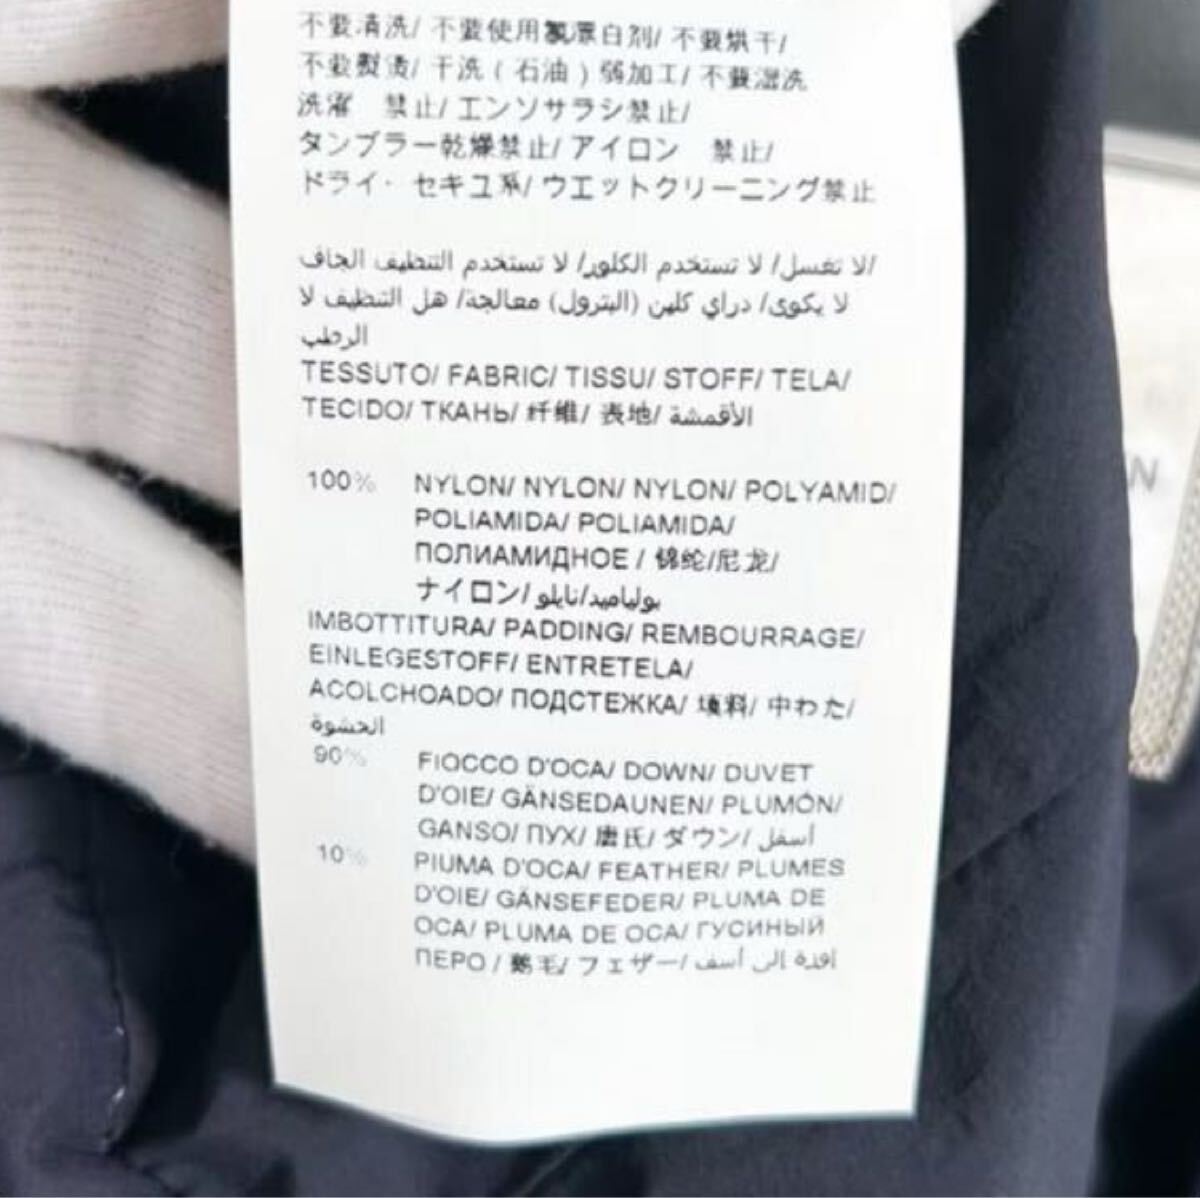 不要清洗/ 不要使用氯漂白剂/ 不要烘干/
不要熨烫/ 干洗 ( 石油 ) 弱加工/ 不要湿洗
洗濯 禁止/ エンソサラシ禁止/
タンブラー乾燥禁止/ アイロン 禁止/
ドライ・ セキユ系/ ウエットクリーニング禁止
لا تغسل/ لا تستخدم الكلور/ لا تستخدم التنظيف الجاف/
لا يكوى/ دراي كلين (البترول) معالجة/ هل التنظيف لا
الرطب
TESSUTO/ FABRIC/ TISSU/ STOFF/ TELA/
TECIDO/ ТКАНЬ/ 纤维/ 表地/ الأقمشة
100% NYLON/ NYLON/ NYLON/ POLYAMID/
POLIAMIDA/ POLIAMIDA/
ПОЛИАМИДНОЕ / 锦纶/尼龙/
ナイロン/ بولياميد/نايلو
IMBOTTITURA/ PADDING/ REMBOURRAGE/
EINLEGESTOFF/ ENTRETELA/
ACOLCHOADO/ ПОДСТЕЖКА/ 填料/ 中わた/
الحشوة
90% FIOCCO D'OCA/ DOWN/ DUVET
D'OIE/ GÄNSEDAUNEN/ PLUMÓN/
GANSO/ ПУХ/ 唐氏/ ダウン/ أسفل
10% PIUMA D'OCA/ FEATHER/ PLUMES
D'OIE/ GÄNSEFEDER/ PLUMA DE
OCA/ PLUMA DE OCA/ ГУСИНЫЙ
ПЕРО / 鹅毛/ フェザー/ إلى أسف
N